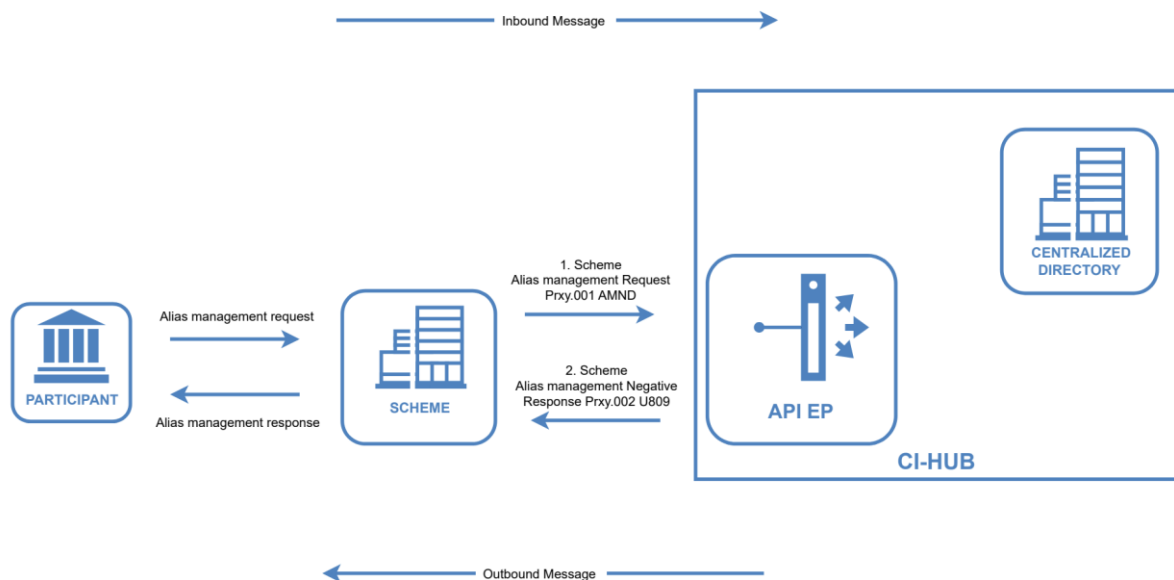 Inbound Message
CENTRALIZED
DIRECTORY
1. Scheme
Alias management Request
Prxy.001 AMND
Alias management request
2. Scheme
Alias management Negative
Response Prxy.002 U809
PARTICIPANT
SCHEME
API EP
Alias management response
CI-HUB
Outbound Message